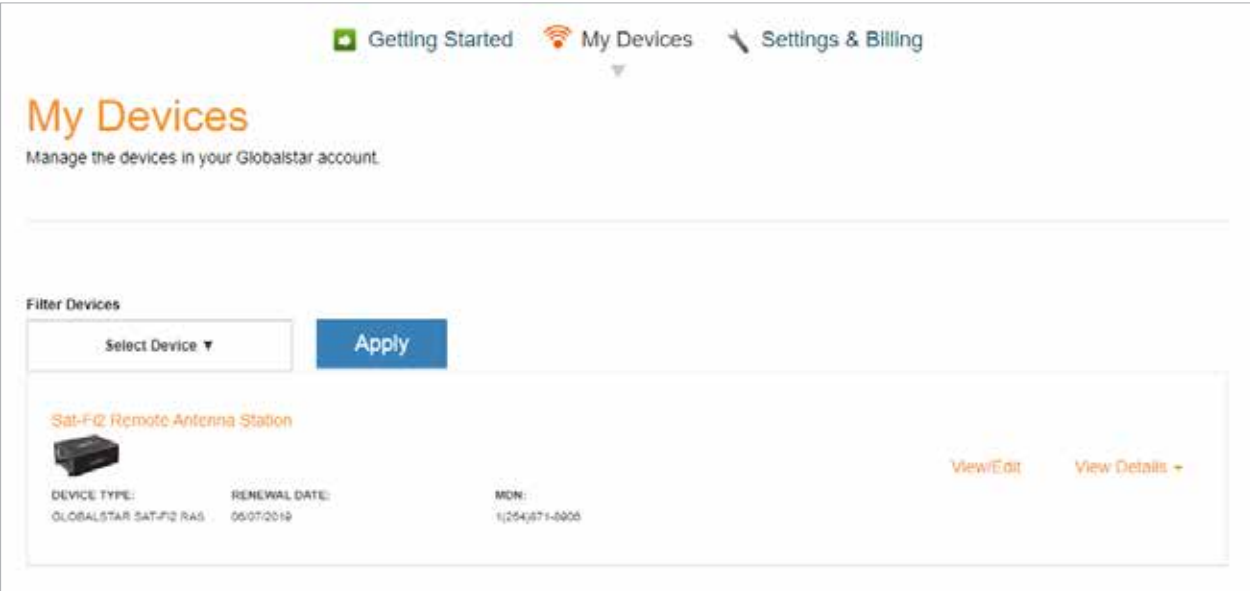 Getting Started My Devices Settings & Billing
My Devices
Manage the devices in your Globalstar account.
Filter Devices
Select Device ▼ Apply
Sat-Fi2 Remote Antenna Station
View/Edit View Details
DEVICE TYPE: RENEWAL DATE: MDN:
GLOBALSTAR SAT-FI2 RAS 06/07/2019